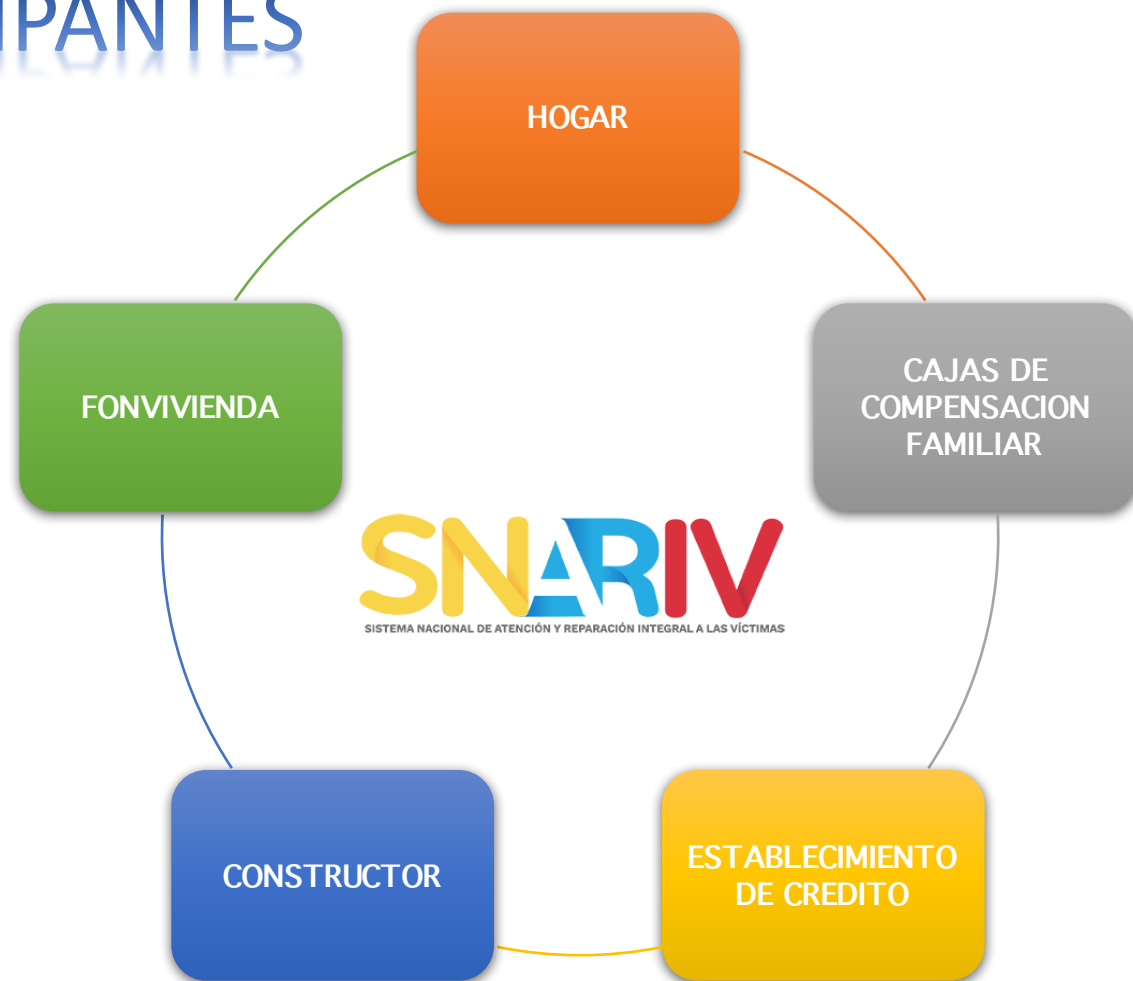 IPANTES
HOGAR
FONVIVIENDA
CAJAS DE
COMPENSACION
FAMILIAR
SNARIV
SISTEMA NACIONAL DE ATENCIÓN Y REPARACIÓN INTEGRAL A LAS VÍCTIMAS
CONSTRUCTOR
ESTABLECIMIENTO
DE CREDITO